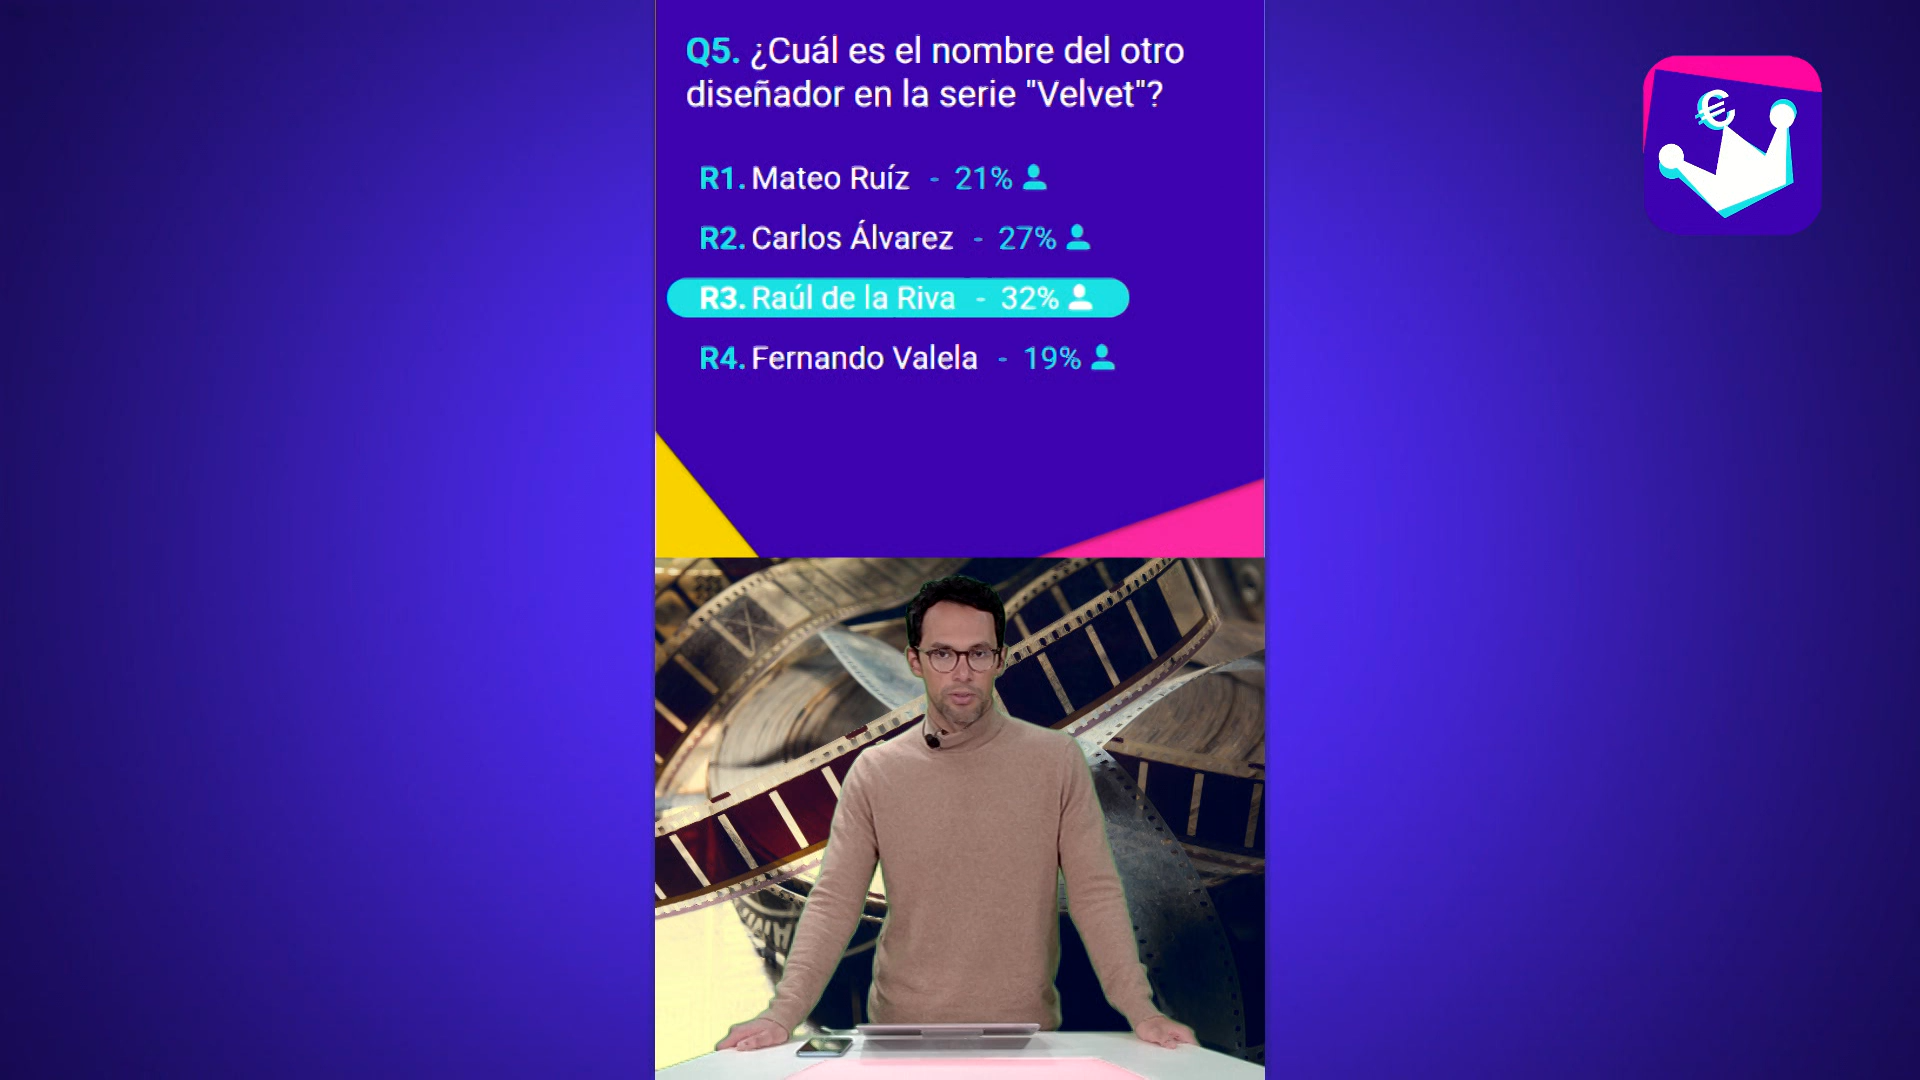 Q5. ¿Cuál es el nombre del otro
diseñador en la serie "Velvet"?
R1. Mateo Ruíz - 21%
R2. Carlos Álvarez - 27%
R3. Raúl de la Riva - 32%
R4. Fernando Valela - 19%
€